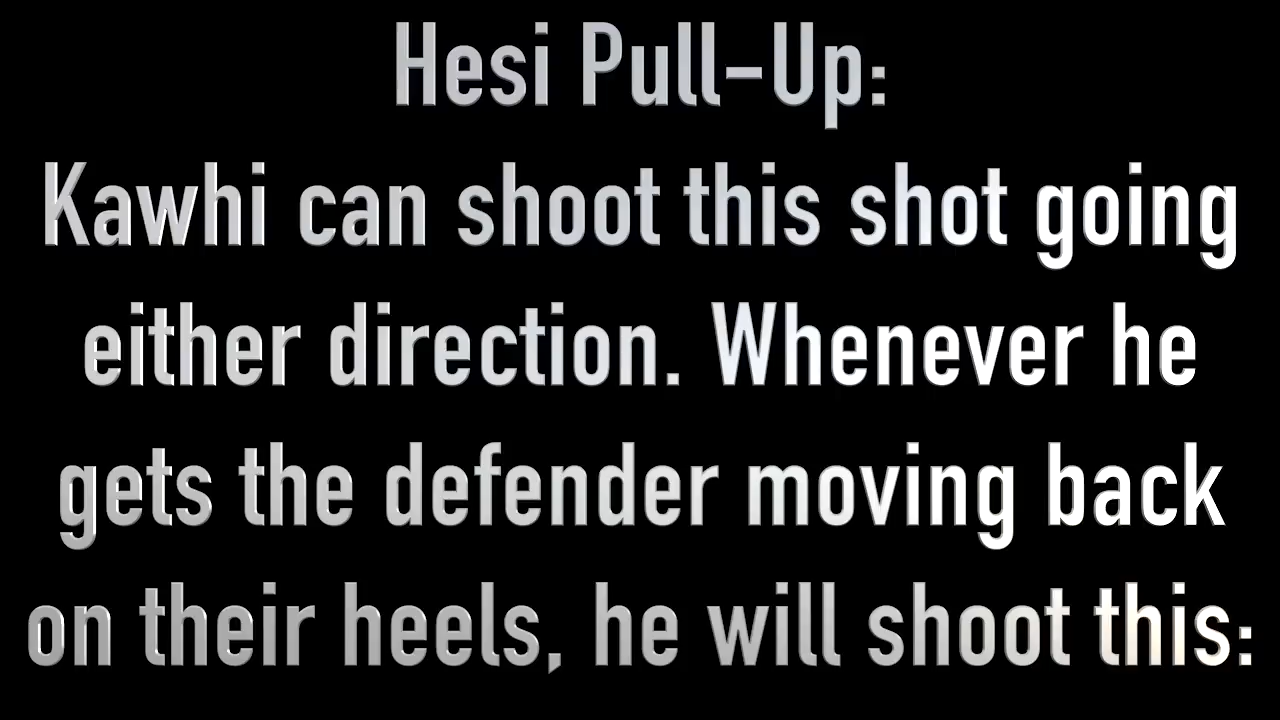 Hesi Pull-Up:
Kawhi can shoot this shot going
either direction. Whenever he
gets the defender moving back
on their heels, he will shoot this: